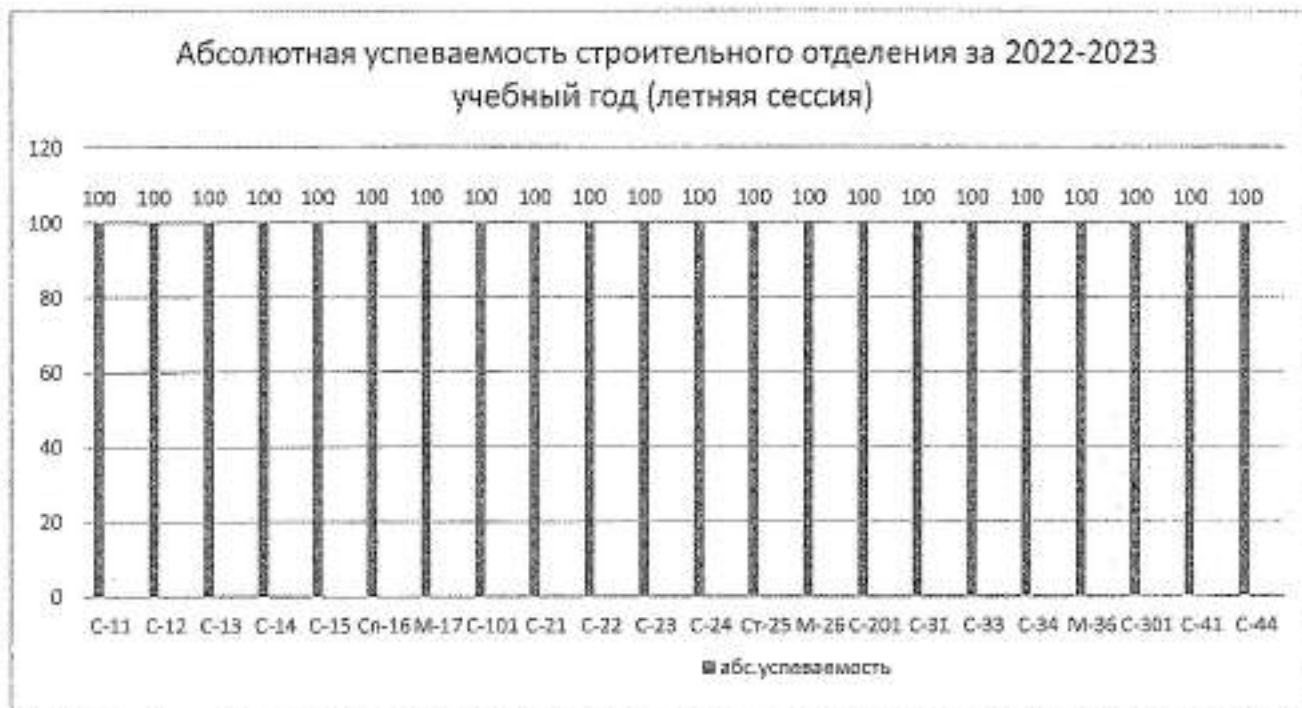 Абсолютная успеваемость строительного отделения за 2022-2023
учебный год (летняя сессия)
120
100 100 100 100 100 100 100 100 100 100 100 100 100 100 100 100 100 100 100 100 100 100
100
80
60
40
20
0
С-11 С-12 С-13 С-14 С-15 Сп-16 М-17 С-101 С-21 С-22 С-23 С-24 Ст-25 М-26 С-201 С-31 С-33 С-34 М-36 С-301 С-41 С-44
абс.успеваемость